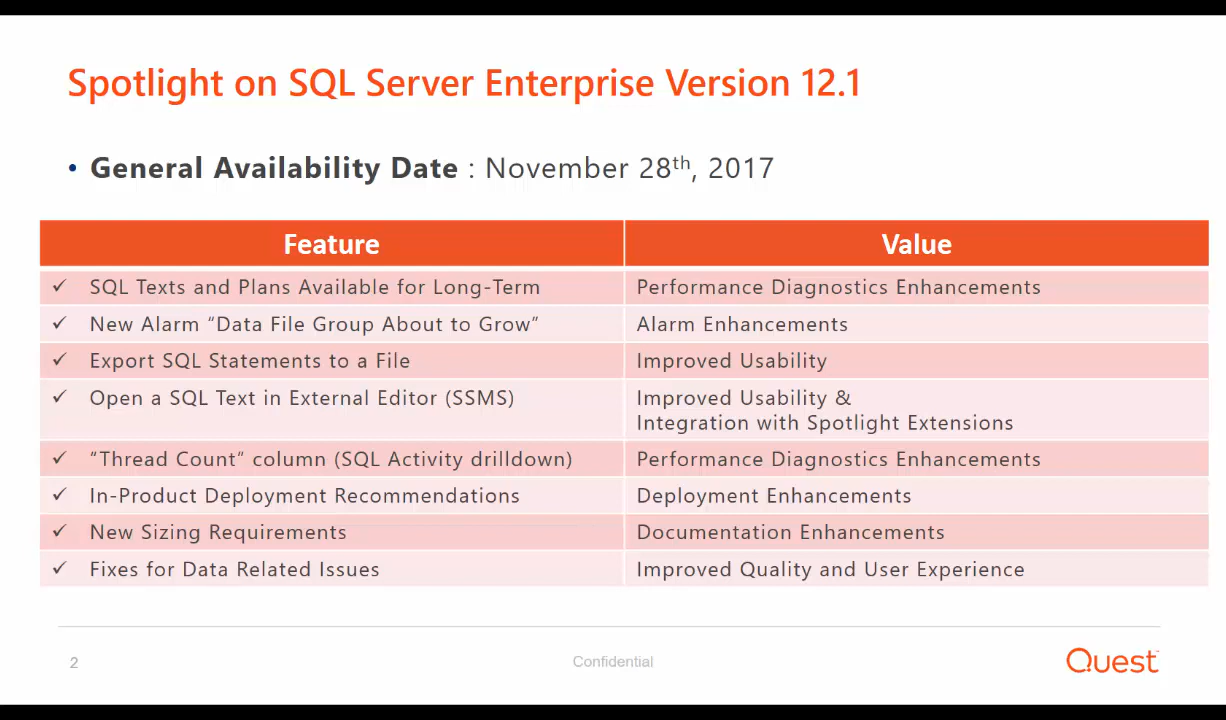 Spotlight on SQL Server Enterprise Version 12.1
• General Availability Date : November 28th, 2017
Feature Value
✓ SQL Texts and Plans Available for Long-Term Performance Diagnostics Enhancements
✓ New Alarm “Data File Group About to Grow” Alarm Enhancements
✓ Export SQL Statements to a File Improved Usability
✓ Open a SQL Text in External Editor (SSMS) Improved Usability &
Integration with Spotlight Extensions
✓ “Thread Count” column (SQL Activity drilldown) Performance Diagnostics Enhancements
✓ In-Product Deployment Recommendations Deployment Enhancements
✓ New Sizing Requirements Documentation Enhancements
✓ Fixes for Data Related Issues Improved Quality and User Experience
2 Confidential Quest